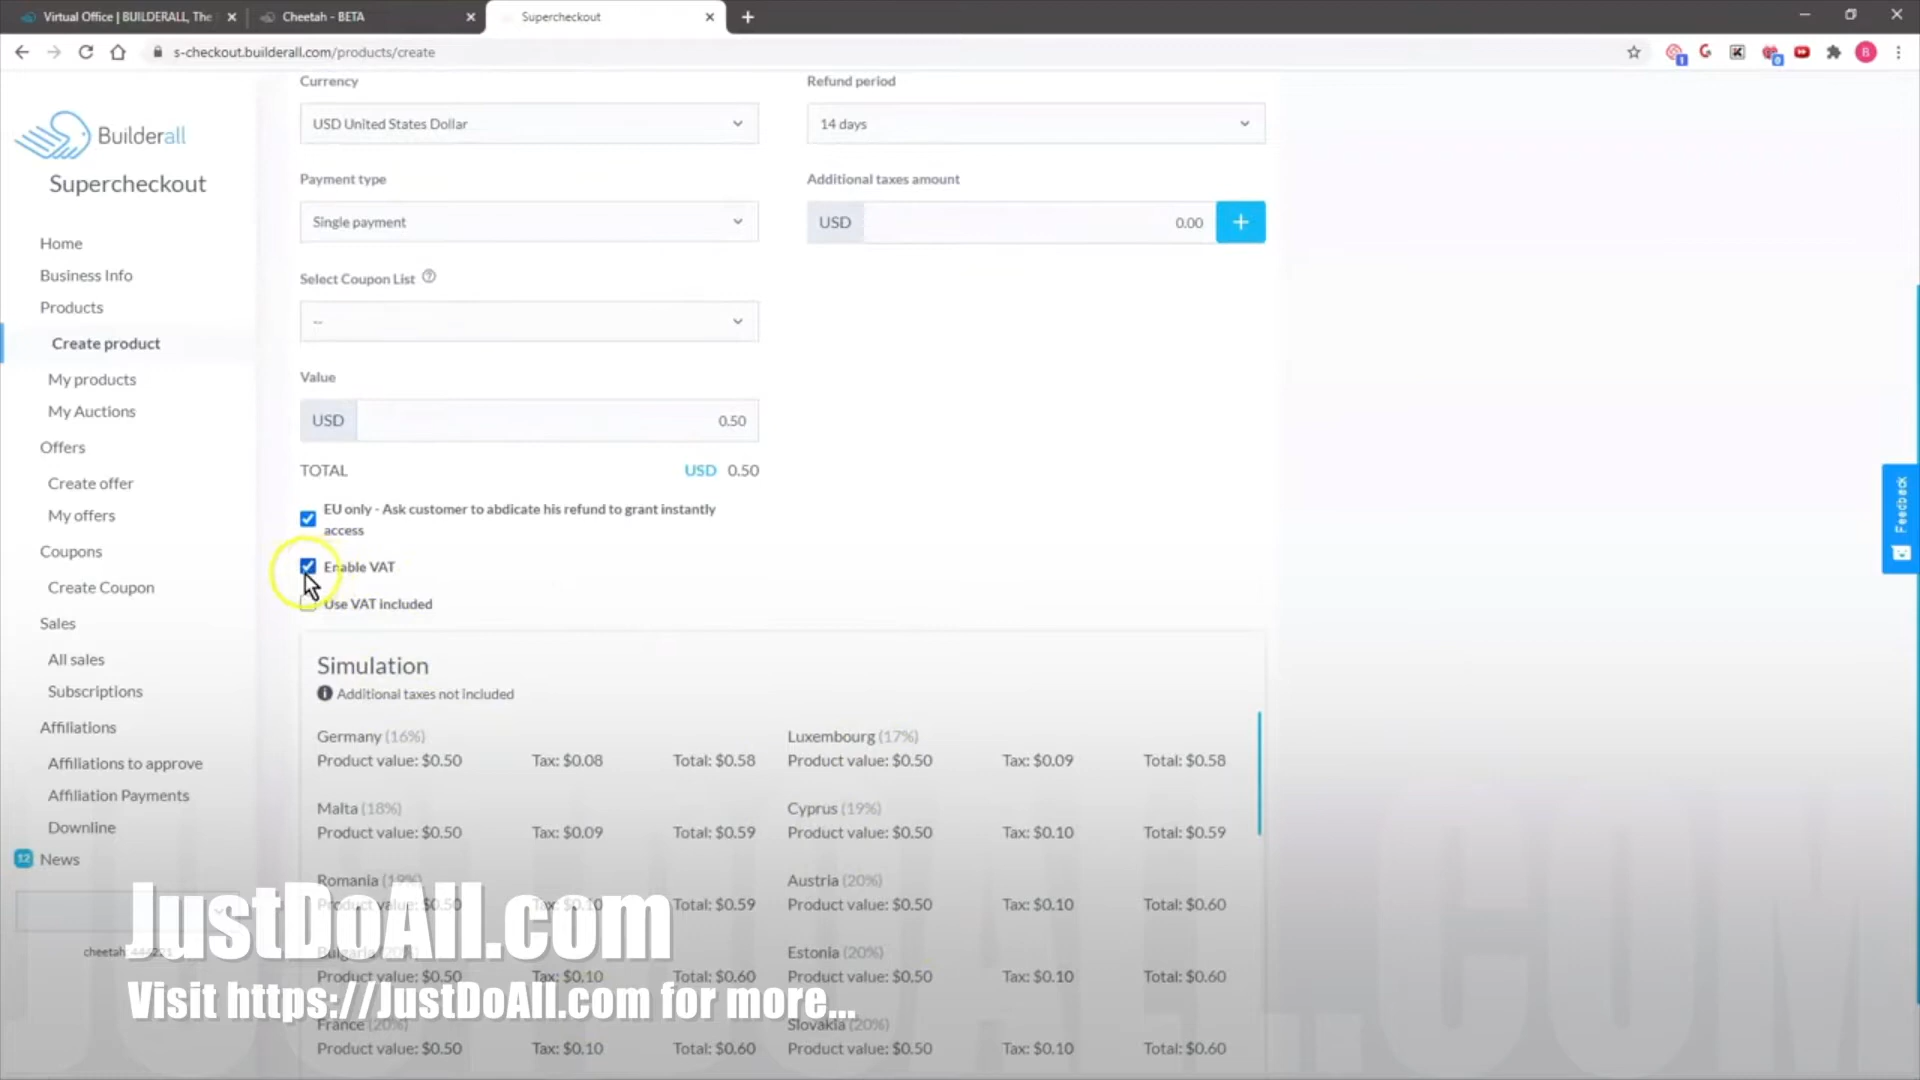 Virtual Office | BUILDERALL, The
Cheetah - BETA
Supercheckout
s-checkout.builderall.com/products/create
Builderall
Supercheckout
Home
Business Info
Products
Create product
My products
My Auctions
Offers
Create offer
My offers
Coupons
Create Coupon
Sales
All sales
Subscriptions
Affiliations
Affiliations to approve
Affiliation Payments
Downline
12 News
Currency
USD United States Dollar
Refund period
14 days
Payment type
Single payment
Additional taxes amount
USD 0.00 +
Select Coupon List ?
--
Value
USD 0.50
TOTAL USD 0.50
EU only - Ask customer to abdicate his refund to grant instantly
access
Enable VAT
Use VAT included
Simulation
Additional taxes not included
Germany (16%) Luxembourg (17%)
Product value: $0.50 Tax: $0.08 Total: $0.58 Product value: $0.50 Tax: $0.09 Total: $0.58
Malta (18%) Cyprus (19%)
Product value: $0.50 Tax: $0.09 Total: $0.59 Product value: $0.50 Tax: $0.10 Total: $0.59
Romania (19%) Austria (20%)
Product value: $0.50 Tax: $0.10 Total: $0.59 Product value: $0.50 Tax: $0.10 Total: $0.60
Bulgaria (20%) Estonia (20%)
Product value: $0.50 Tax: $0.10 Total: $0.60 Product value: $0.50 Tax: $0.10 Total: $0.60
France (20%) Slovakia (20%)
Product value: $0.50 Tax: $0.10 Total: $0.60 Product value: $0.50 Tax: $0.10 Total: $0.60
Feedback
JustDoAll.com
Visit https://JustDoAll.com for more...
JUSTDOALL.COM